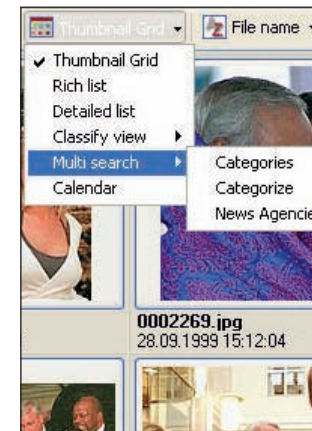 Thumbnail Grid
File name
Thumbnail Grid
Rich list
Detailed list
Classify view
Multi search
Calendar
Categories
Categorize
News Agencie
0002269.jpg
28.09.1999 15:12:04